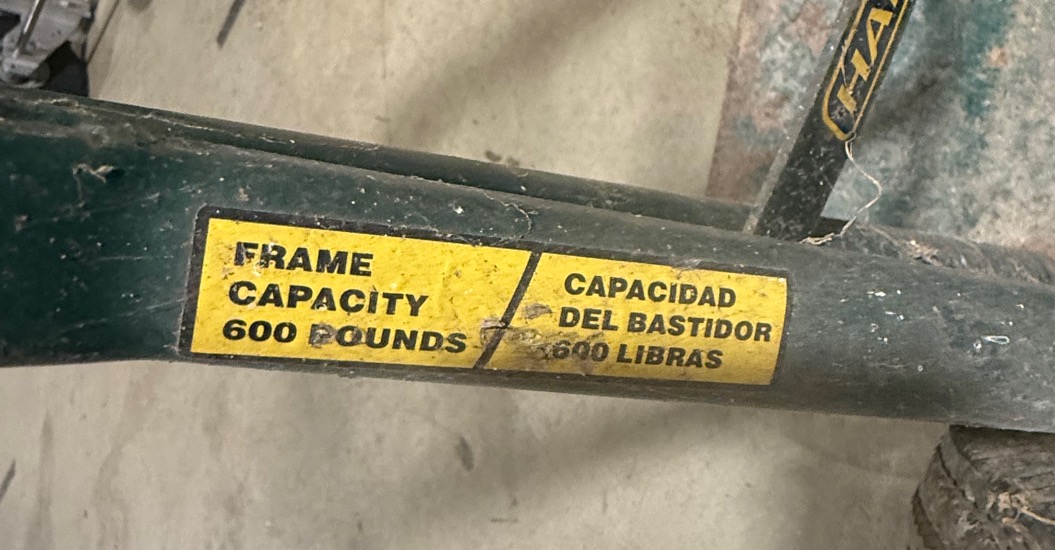 FRAME
CAPACITY
600 POUNDS
CAPACIDAD
DEL BASTIDOR
600 LIBRAS